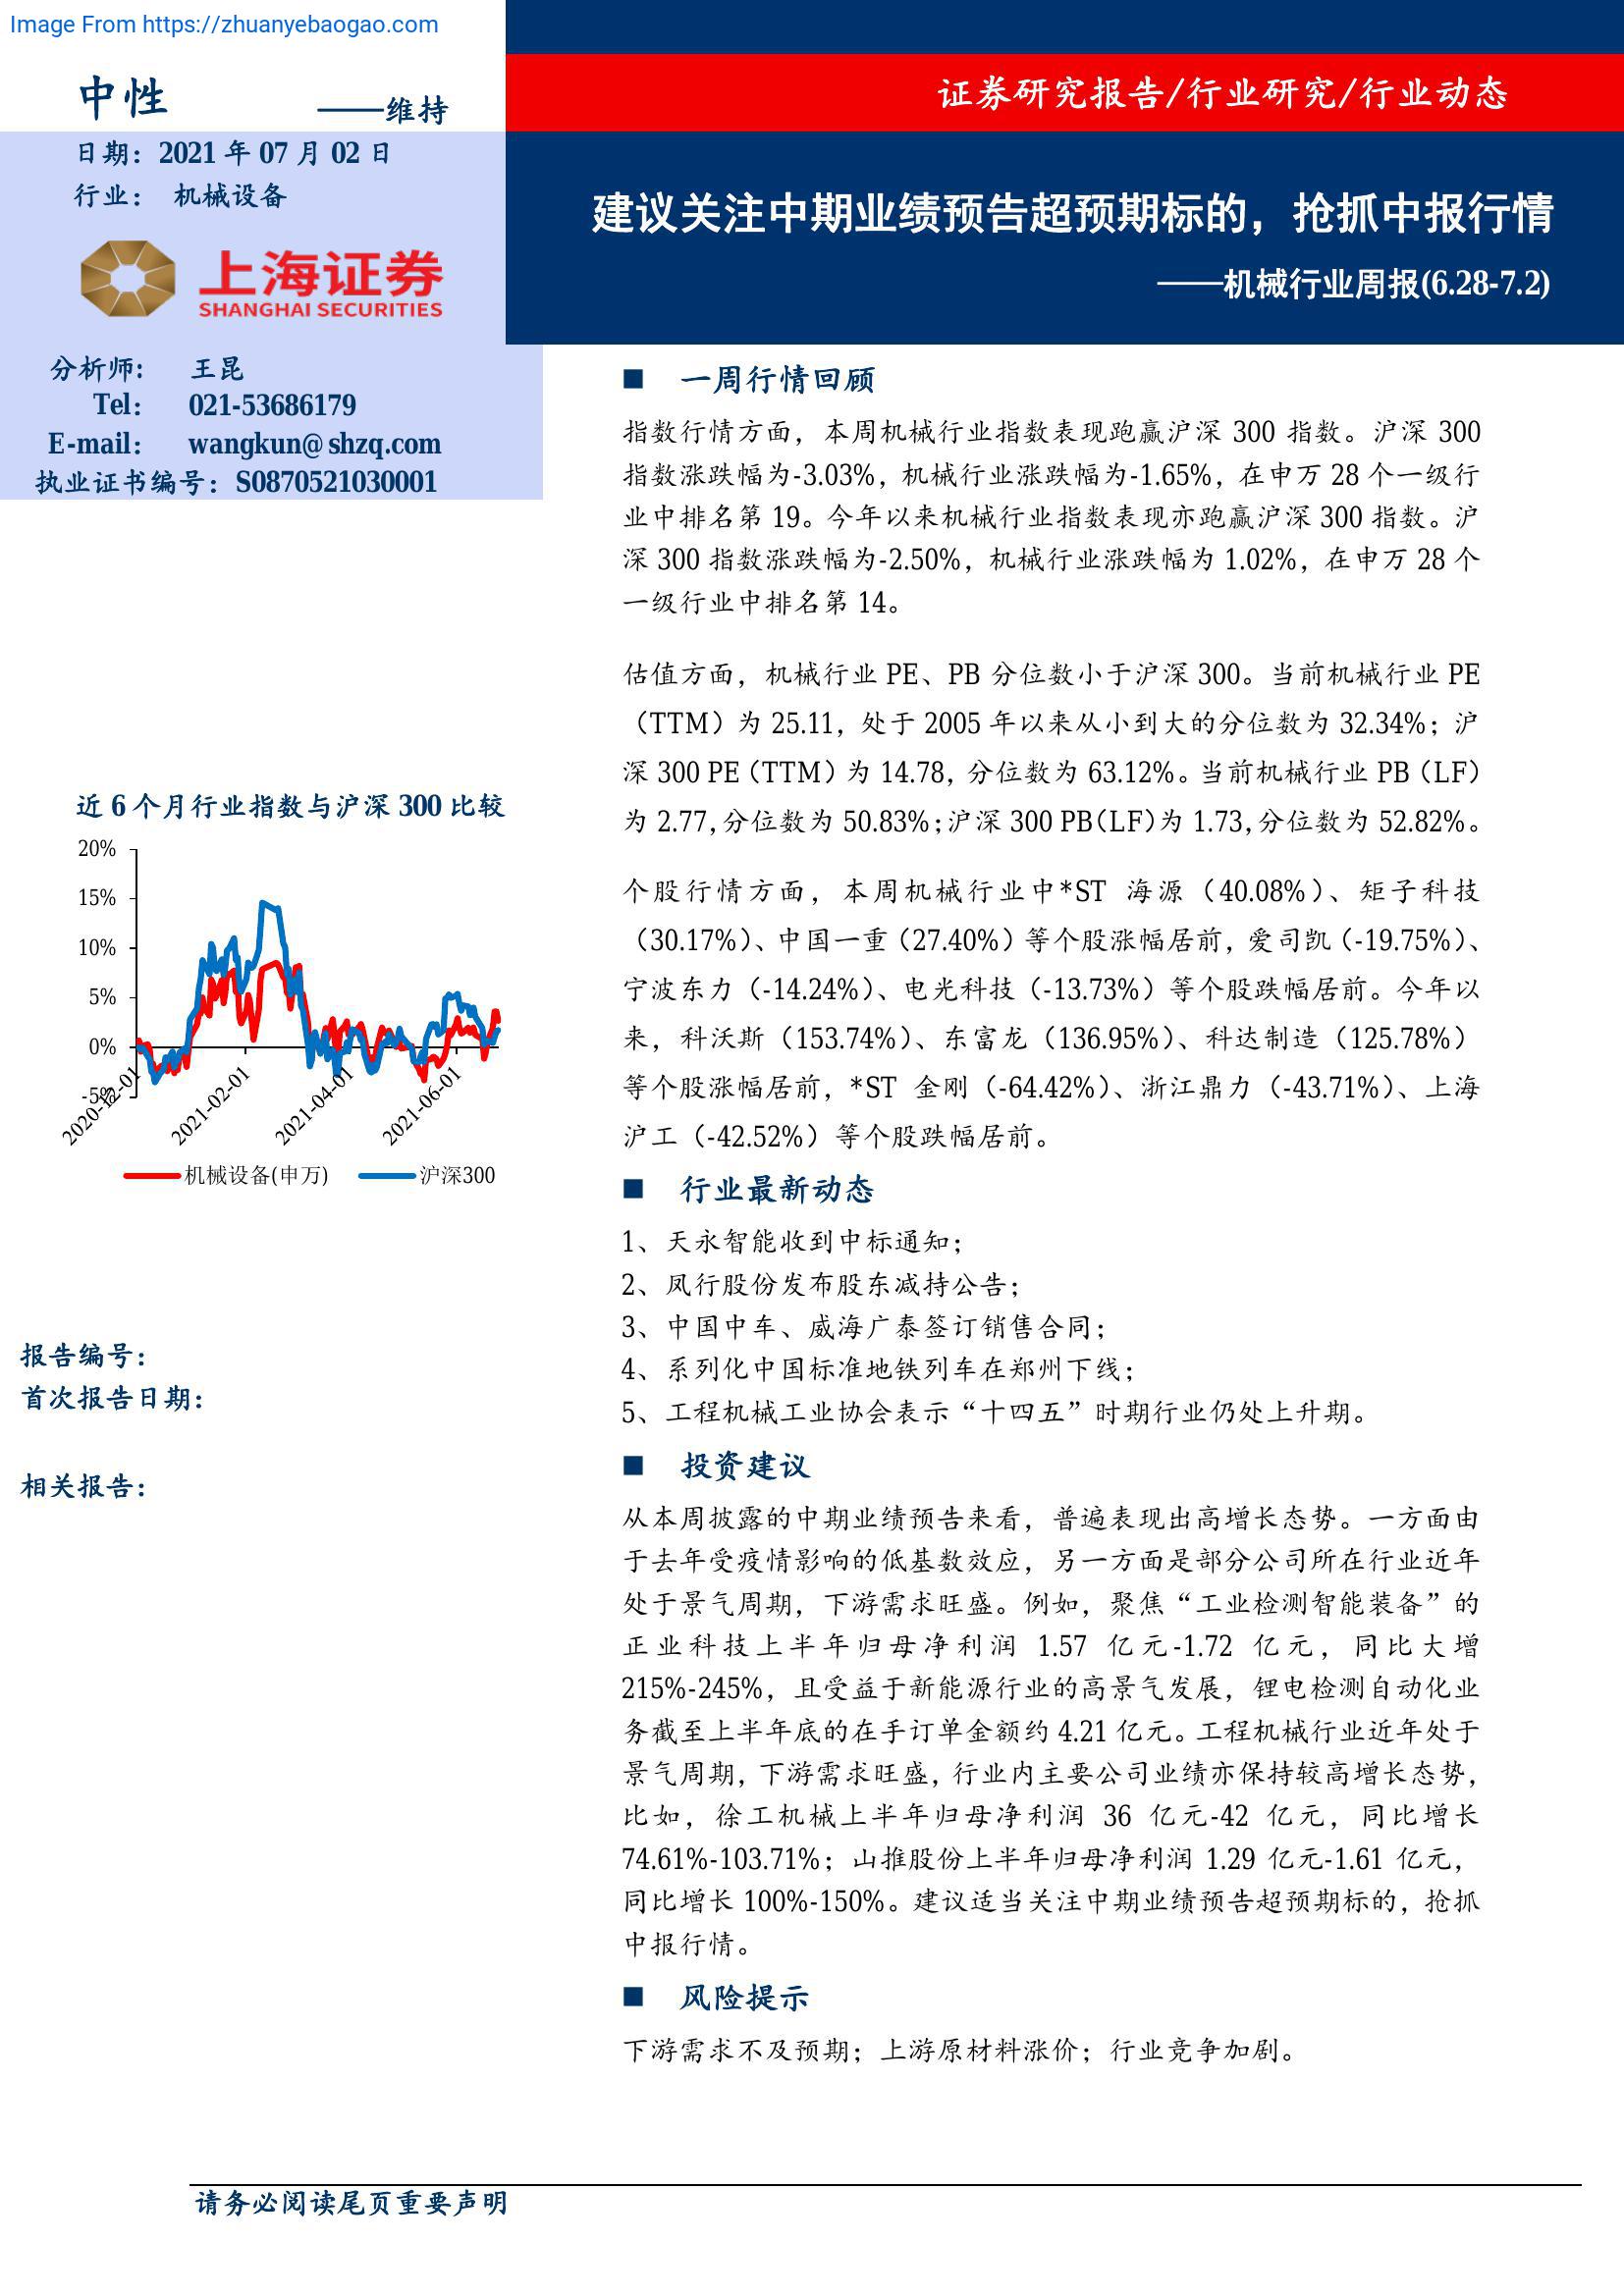 Image From https://zhuanyebaogao.com
中性 ——维持
日期：2021 年 07 月 02 日
行业： 机械设备
上海证券
SHANGHAI SECURITIES
分析师: 王昆
Tel： 021-53686179
E-mail： wangkun@shzq.com
执业证书编号：S0870521030001
近 6 个月行业指数与沪深 300 比较
20%
15%
10%
5%
0%
-5%
2020-12-01 2021-02-01 2021-04-01 2021-06-01
机械设备(申万) 沪深300
报告编号：
首次报告日期：
相关报告：
证券研究报告/行业研究/行业动态
建议关注中期业绩预告超预期标的，抢抓中报行情
——机械行业周报(6.28-7.2)
■ 一周行情回顾
指数行情方面，本周机械行业指数表现跑赢沪深 300 指数。沪深 300
指数涨跌幅为-3.03%，机械行业涨跌幅为-1.65%，在申万 28 个一级行
业中排名第 19。今年以来机械行业指数表现亦跑赢沪深 300 指数。沪
深 300 指数涨跌幅为-2.50%，机械行业涨跌幅为 1.02%，在申万 28 个
一级行业中排名第 14。
估值方面，机械行业 PE、PB 分位数小于沪深 300。当前机械行业 PE
（TTM）为 25.11，处于 2005 年以来从小到大的分位数为 32.34%；沪
深 300 PE（TTM）为 14.78，分位数为 63.12%。当前机械行业 PB（LF）
为 2.77,分位数为 50.83%;沪深 300 PB(LF)为 1.73,分位数为 52.82%。
个股行情方面，本周机械行业中*ST 海源（40.08%）、矩子科技
（30.17%）、中国一重（27.40%）等个股涨幅居前，爱司凯（-19.75%）、
宁波东力（-14.24%）、电光科技（-13.73%）等个股跌幅居前。今年以
来，科沃斯（153.74%）、东富龙（136.95%）、科达制造（125.78%）
等个股涨幅居前，*ST 金刚（-64.42%）、浙江鼎力（-43.71%）、上海
沪工（-42.52%）等个股跌幅居前。
■ 行业最新动态
1、天永智能收到中标通知；
2、凤行股份发布股东减持公告；
3、中国中车、威海广泰签订销售合同；
4、系列化中国标准地铁列车在郑州下线；
5、工程机械工业协会表示“十四五”时期行业仍处上升期。
■ 投资建议
从本周披露的中期业绩预告来看，普遍表现出高增长态势。一方面由
于去年受疫情影响的低基数效应，另一方面是部分公司所在行业近年
处于景气周期，下游需求旺盛。例如，聚焦“工业检测智能装备”的
正业科技上半年归母净利润 1.57 亿元-1.72 亿元，同比大增
215%-245%，且受益于新能源行业的高景气发展，锂电检测自动化业
务截至上半年底的在手订单金额约 4.21 亿元。工程机械行业近年处于
景气周期，下游需求旺盛，行业内主要公司业绩亦保持较高增长态势，
比如，徐工机械上半年归母净利润 36 亿元-42 亿元，同比增长
74.61%-103.71%；山推股份上半年归母净利润 1.29 亿元-1.61 亿元，
同比增长 100%-150%。建议适当关注中期业绩预告超预期标的，抢抓
中报行情。
■ 风险提示
下游需求不及预期；上游原材料涨价；行业竞争加剧。
请务必阅读尾页重要声明